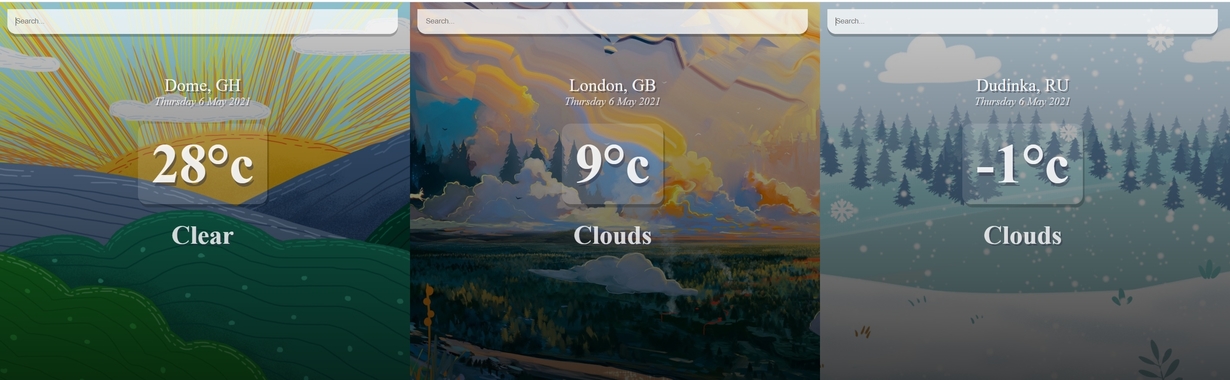 Search...
Dome, GH
Thursday 6 May 2021
28°c
Clear
Search...
London, GB
Thursday 6 May 2021
9°c
Clouds
Search...
Dudinka, RU
Thursday 6 May 2021
-1°c
Clouds